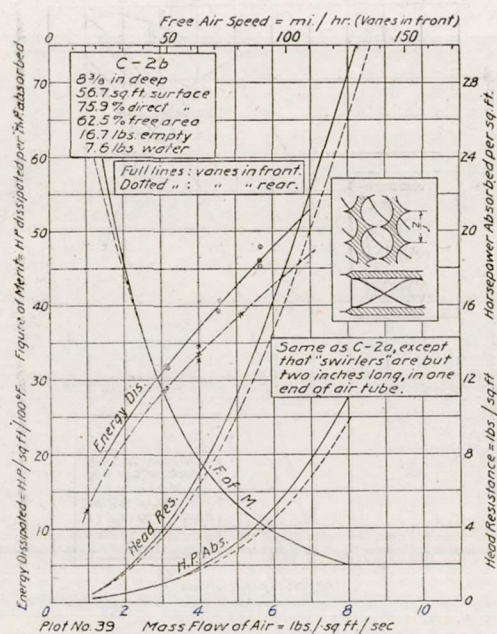 Free Air Speed = mi./hr. (Vanes in front)
0 50 100 150
C-2b
8 3/8 in deep
56.7 sq.ft. surface
75.9 % direct "
62.5 % free area
16.7 lbs. empty
7.6 lbs. water
Full lines: vanes in front.
Dotted " : " " rear.
Same as C-2a, except
that "swirlers" are but
two inches long, in one
end of air tube.
Energy Dis.
Head Res.
F. of M.
H.P. Abs.
Energy Dissipated = H.P./sq ft/100°F. Figure of Merit = HP dissipated per H.P. absorbed
70
60
50
40
30
20
10
Horsepower Absorbed per sq. ft.
Head Resistance = lbs/sq ft
28
24
20
16
12
8
4
0
0 2 4 6 8 10
Plot No. 39 Mass Flow of Air = lbs./sq ft./sec